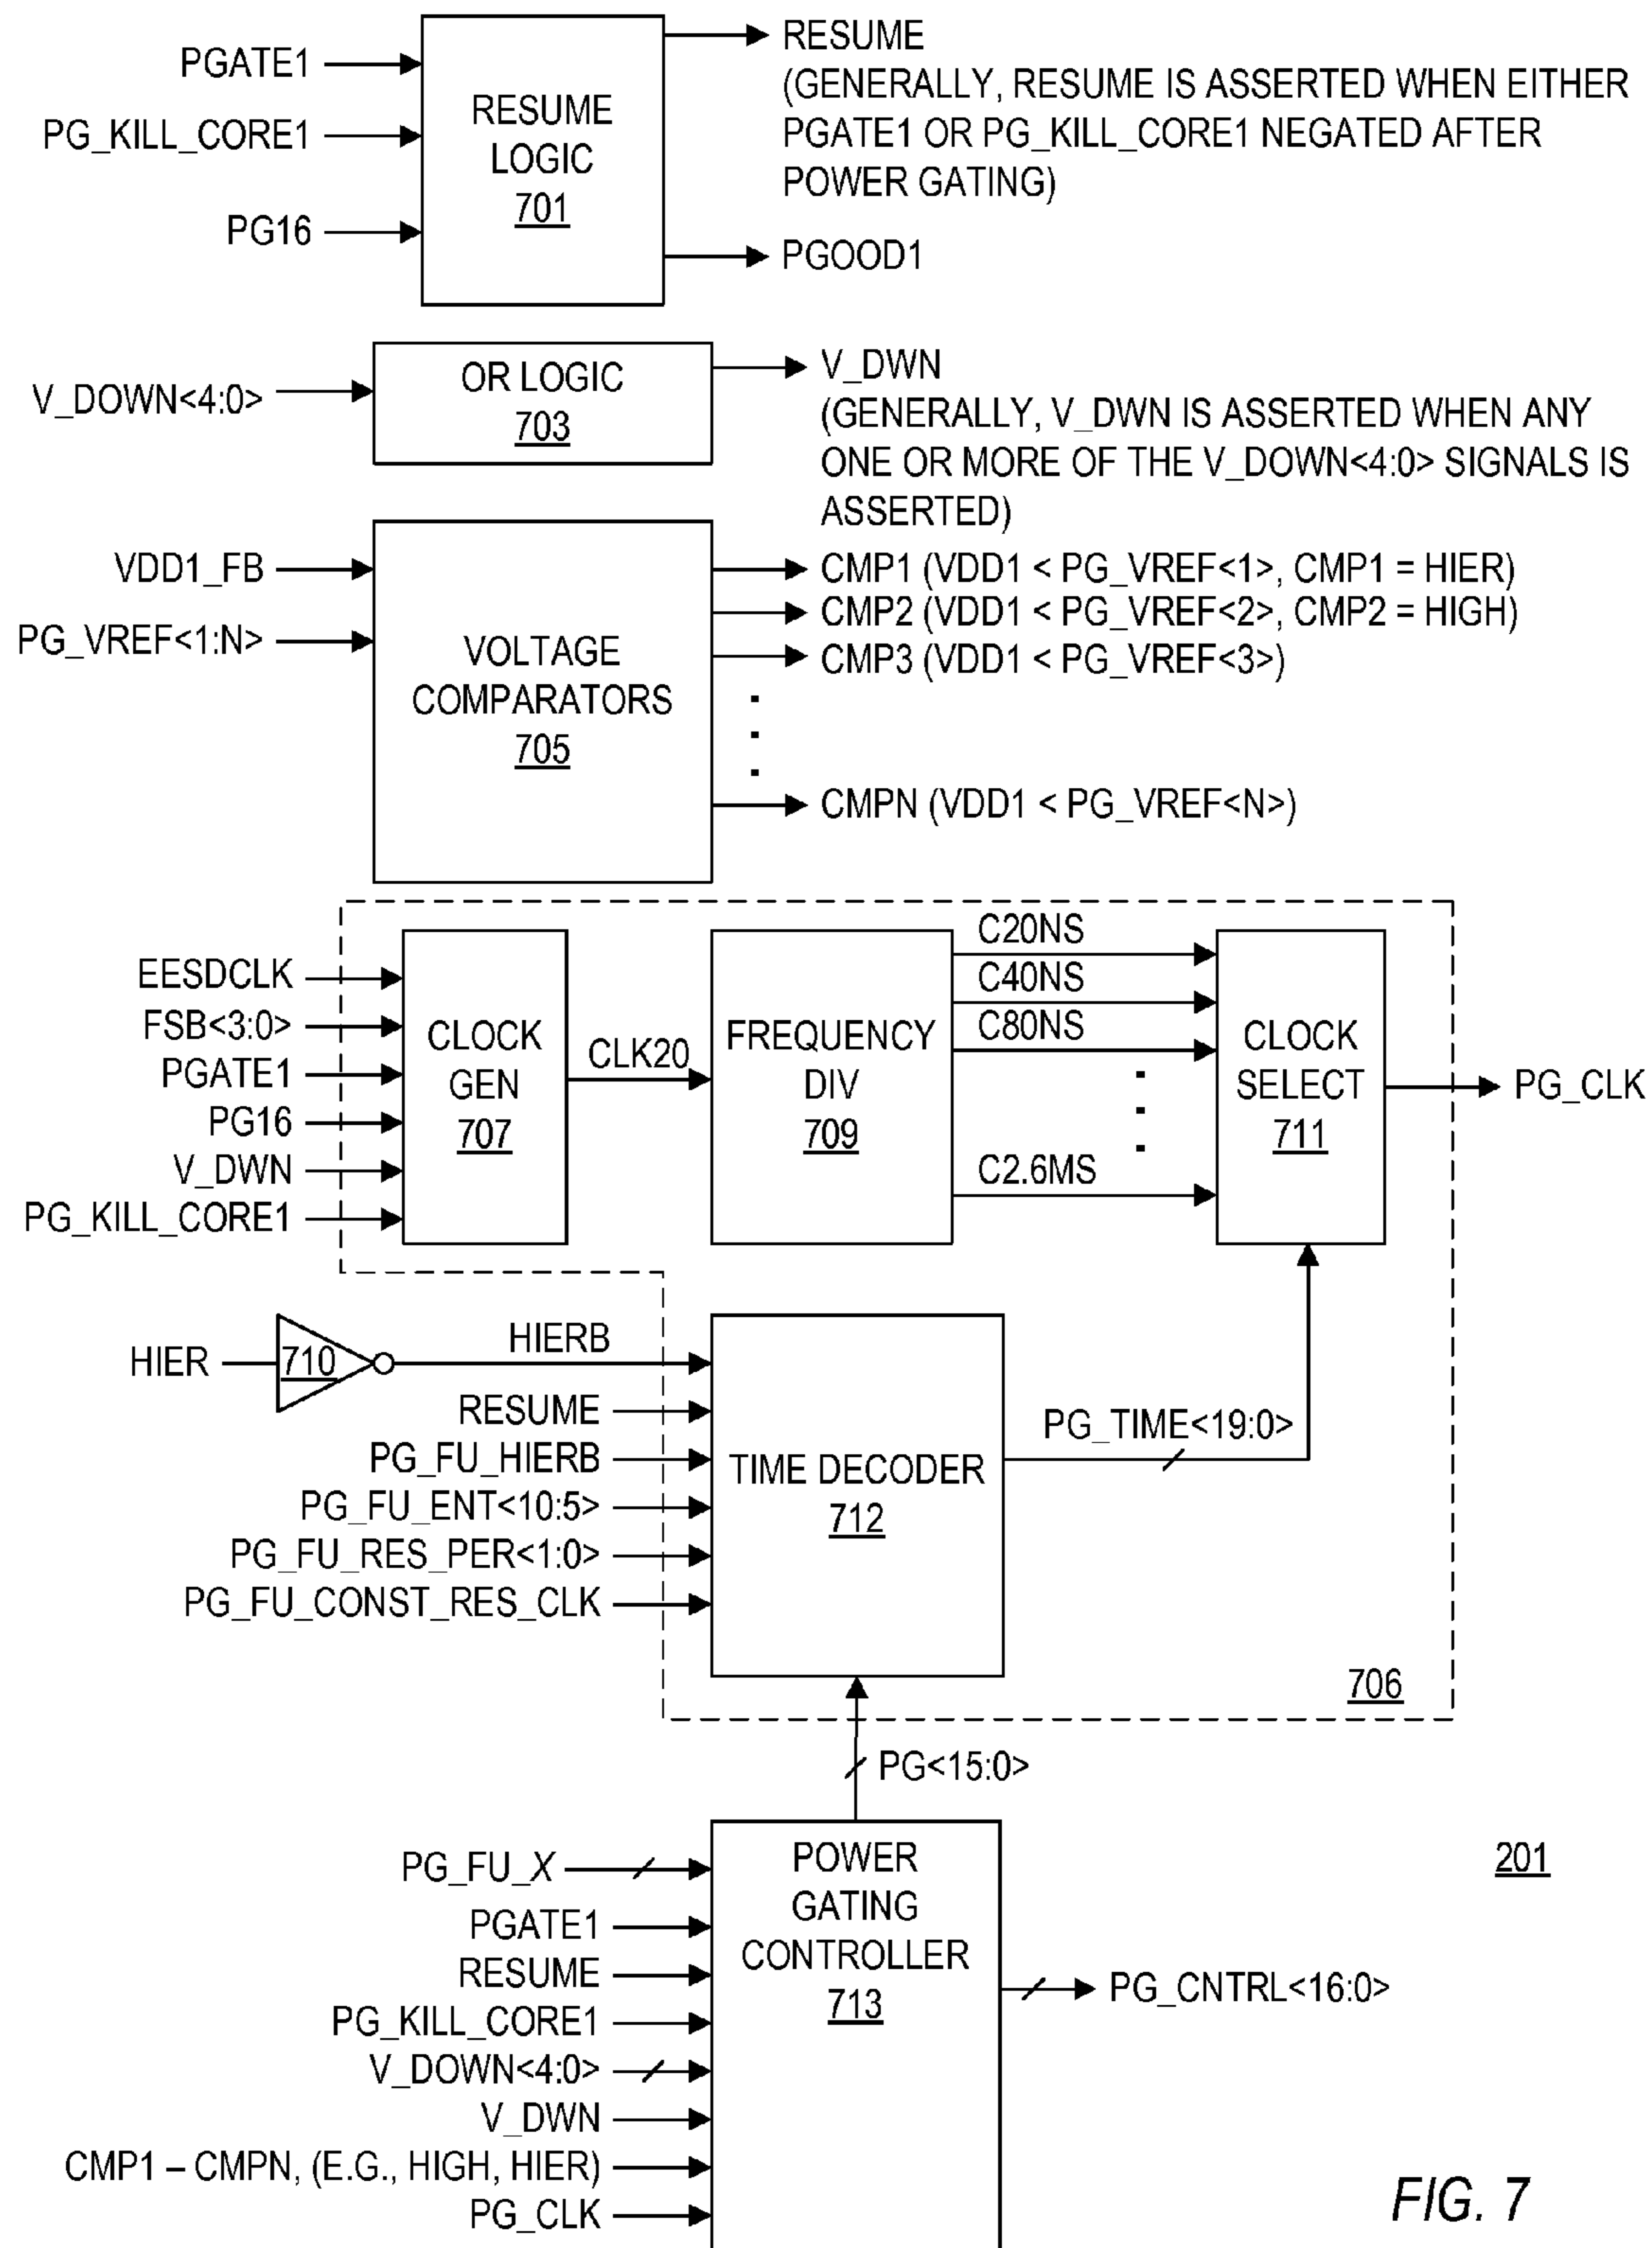 PGATE1
PG_KILL_CORE1
PG16
RESUME
LOGIC
701
RESUME
(GENERALLY, RESUME IS ASSERTED WHEN EITHER
PGATE1 OR PG_KILL_CORE1 NEGATED AFTER
POWER GATING)
PGOOD1
V_DOWN<4:0>
OR LOGIC
703
V_DWN
(GENERALLY, V_DWN IS ASSERTED WHEN ANY
ONE OR MORE OF THE V_DOWN<4:0> SIGNALS IS
ASSERTED)
VDD1_FB
PG_VREF<1:N>
VOLTAGE
COMPARATORS
705
CMP1 (VDD1 < PG_VREF<1>, CMP1 = HIER)
CMP2 (VDD1 < PG_VREF<2>, CMP2 = HIGH)
CMP3 (VDD1 < PG_VREF<3>)
CMPN (VDD1 < PG_VREF<N>)
EESDCLK
FSB<3:0>
PGATE1
PG16
V_DWN
PG_KILL_CORE1
CLOCK
GEN
707
CLK20
FREQUENCY
DIV
709
C20NS
C40NS
C80NS
C2.6MS
CLOCK
SELECT
711
PG_CLK
HIER
710
HIERB
RESUME
PG_FU_HIERB
PG_FU_ENT<10:5>
PG_FU_RES_PER<1:0>
PG_FU_CONST_RES_CLK
TIME DECODER
712
PG_TIME<19:0>
706
PG<15:0>
PG_FU_X
PGATE1
RESUME
PG_KILL_CORE1
V_DOWN<4:0>
V_DWN
CMP1 – CMPN, (E.G., HIGH, HIER)
PG_CLK
POWER
GATING
CONTROLLER
713
PG_CNTRL<16:0>
201
FIG. 7